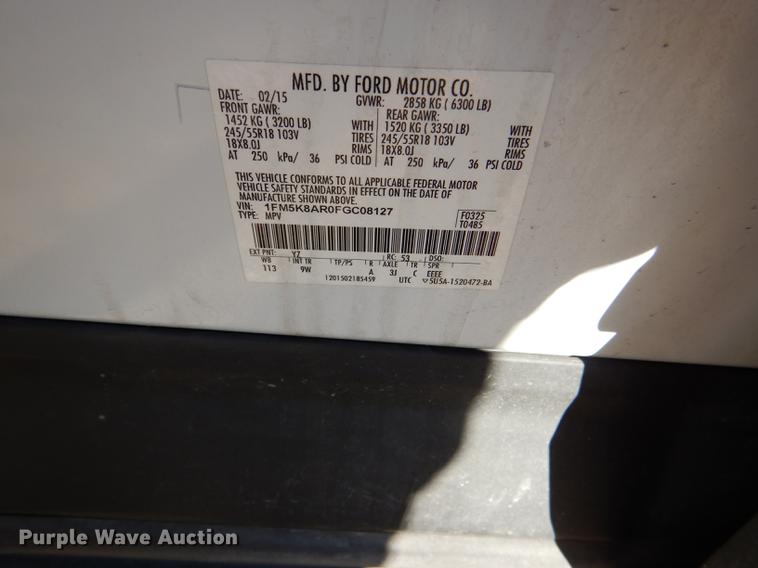 MFD. BY FORD MOTOR CO.
DATE: 02/15 GVWR: 2858 KG ( 6300 LB)
FRONT GAWR: REAR GAWR:
1452 KG ( 3200 LB) WITH 1520 KG ( 3350 LB) WITH
245/55R18 103V TIRES 245/55R18 103V TIRES
18X8.0J RIMS 18X8.0J RIMS
AT 250 kPa/ 36 PSI COLD AT 250 kPa/ 36 PSI COLD
THIS VEHICLE CONFORMS TO ALL APPLICABLE FEDERAL MOTOR
VEHICLE SAFETY STANDARDS IN EFFECT ON THE DATE OF
MANUFACTURE SHOWN ABOVE.
VIN: 1FM5K8AR0FGC08127 F0325
TYPE: MPV T0485
EXT PNT: YZ RC: 53 DSO:
WB INT TR TP/PS R AXLE TR SPR
113 9W A 3J C EEEE
1201502185459 UTC 5U5A-1520472-BA
Purple Wave Auction